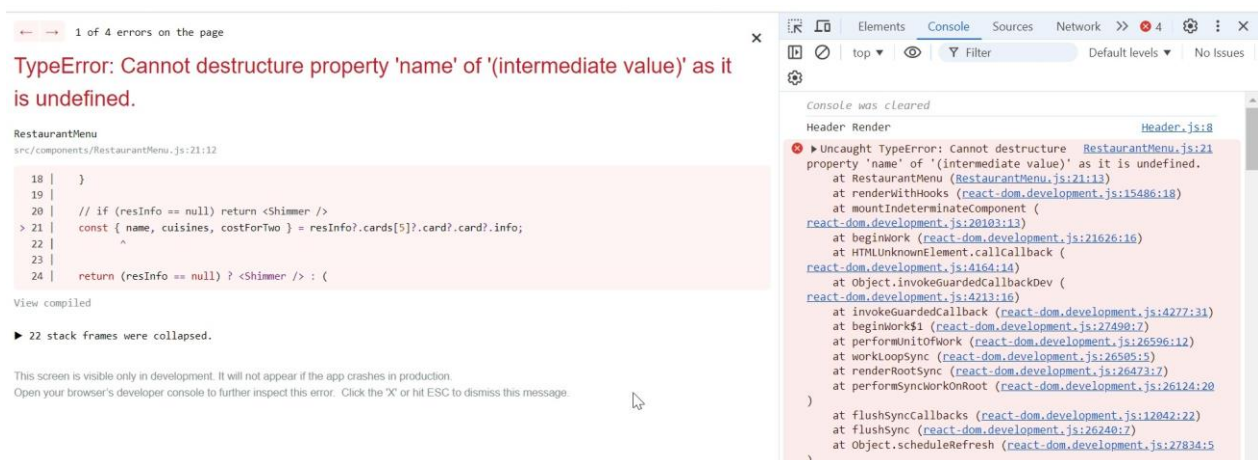 ← → 1 of 4 errors on the page
TypeError: Cannot destructure property 'name' of '(intermediate value)' as it
is undefined.
RestaurantMenu
src/components/RestaurantMenu.js:21:12
18 | }
19 |
20 | // if (resInfo == null) return <Shimmer />
> 21 | const { name, cuisines, costForTwo } = resInfo?.cards[5]?.card?.card?.info;
22 | ^
23 |
24 | return (resInfo == null) ? <Shimmer /> : (
View compiled
▶ 22 stack frames were collapsed.
This screen is visible only in development. It will not appear if the app crashes in production.
Open your browser's developer console to further inspect this error. Click the 'X' or hit ESC to dismiss this message.
Elements Console Sources Network 4
top ▼ Filter Default levels ▼ No Issues
Console was cleared
Header Render Header.js:8
▶ Uncaught TypeError: Cannot destructure RestaurantMenu.js:21
property 'name' of '(intermediate value)' as it is undefined.
at RestaurantMenu (RestaurantMenu.js:21:13)
at renderWithHooks (react-dom.development.js:15486:18)
at mountIndeterminateComponent (
react-dom.development.js:20103:13)
at beginWork (react-dom.development.js:21626:16)
at HTMLUnknownElement.callCallback (
react-dom.development.js:4164:14)
at Object.invokeGuardedCallbackDev (
react-dom.development.js:4213:16)
at invokeGuardedCallback (react-dom.development.js:4277:31)
at beginWork$1 (react-dom.development.js:27490:7)
at performUnitOfWork (react-dom.development.js:26596:12)
at workLoopSync (react-dom.development.js:26505:5)
at renderRootSync (react-dom.development.js:26473:7)
at performSyncWorkOnRoot (react-dom.development.js:26124:20
)
at flushSyncCallbacks (react-dom.development.js:12042:22)
at flushSync (react-dom.development.js:26240:7)
at Object.scheduleRefresh (react-dom.development.js:27834:5
)